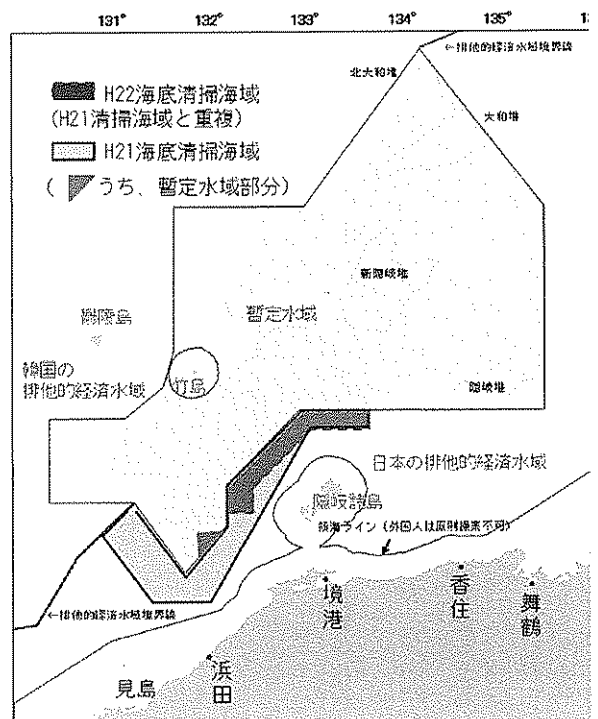 131° 132° 133° 134° 135° 1
←排他的経済水域境界線
北大和堆
大和堆
H22海底清掃海域
(H21清掃海域と重複)
H21海底清掃海域
( うち、暫定水域部分)
新隠岐堆
鬱陵島
暫定水域
韓国の
排他的経済水域
竹島
隠岐堆
日本の排他的経済水域
隠岐諸島
領海ライン(外国人は原則操業不可)
←排他的経済水域境界線
境港
香住
舞鶴
浜田
見島